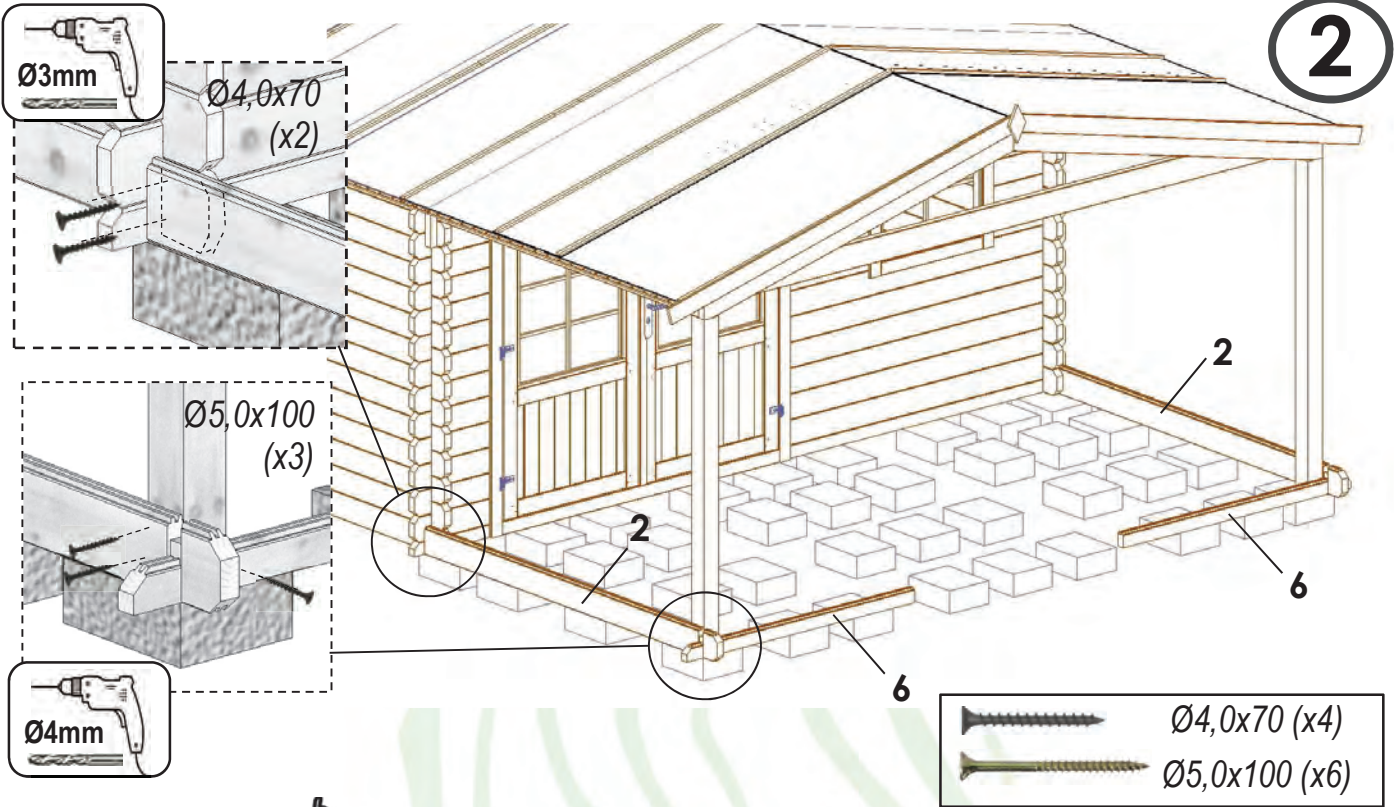 2
Ø3mm
Ø4,0x70
(x2)
2
Ø5,0x100
(x3)
2
6
6
Ø4mm
Ø4,0x70 (x4)
Ø5,0x100 (x6)